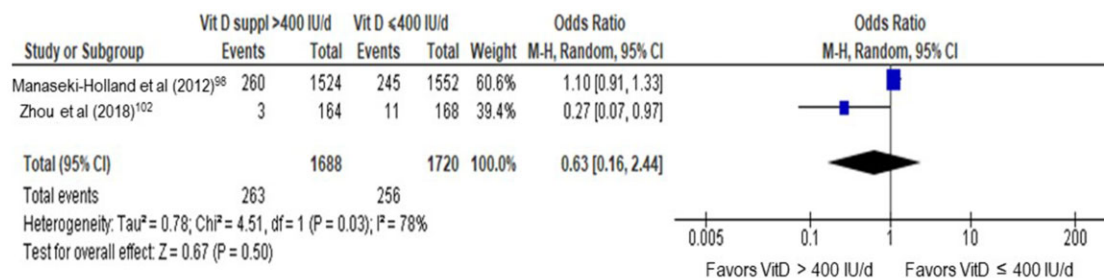 Vit D suppl >400 IU/d Vit D ⩽400 IU/d Odds Ratio Odds Ratio
Study or Subgroup Events Total Events Total Weight M-H, Random, 95% CI M-H, Random, 95% CI
Manaseki-Holland et al (2012)⁹⁸ 260 1524 245 1552 60.6% 1.10 [0.91, 1.33]
Zhou et al (2018)¹⁰² 3 164 11 168 39.4% 0.27 [0.07, 0.97]
Total (95% CI) 1688 1720 100.0% 0.63 [0.16, 2.44]
Total events 263 256
Heterogeneity: Tau² = 0.78; Chi² = 4.51, df = 1 (P = 0.03); I² = 78%
Test for overall effect: Z = 0.67 (P = 0.50)
0.005 0.1 1 10 200
Favors VitD > 400 IU/d Favors VitD ≤ 400 IU/d